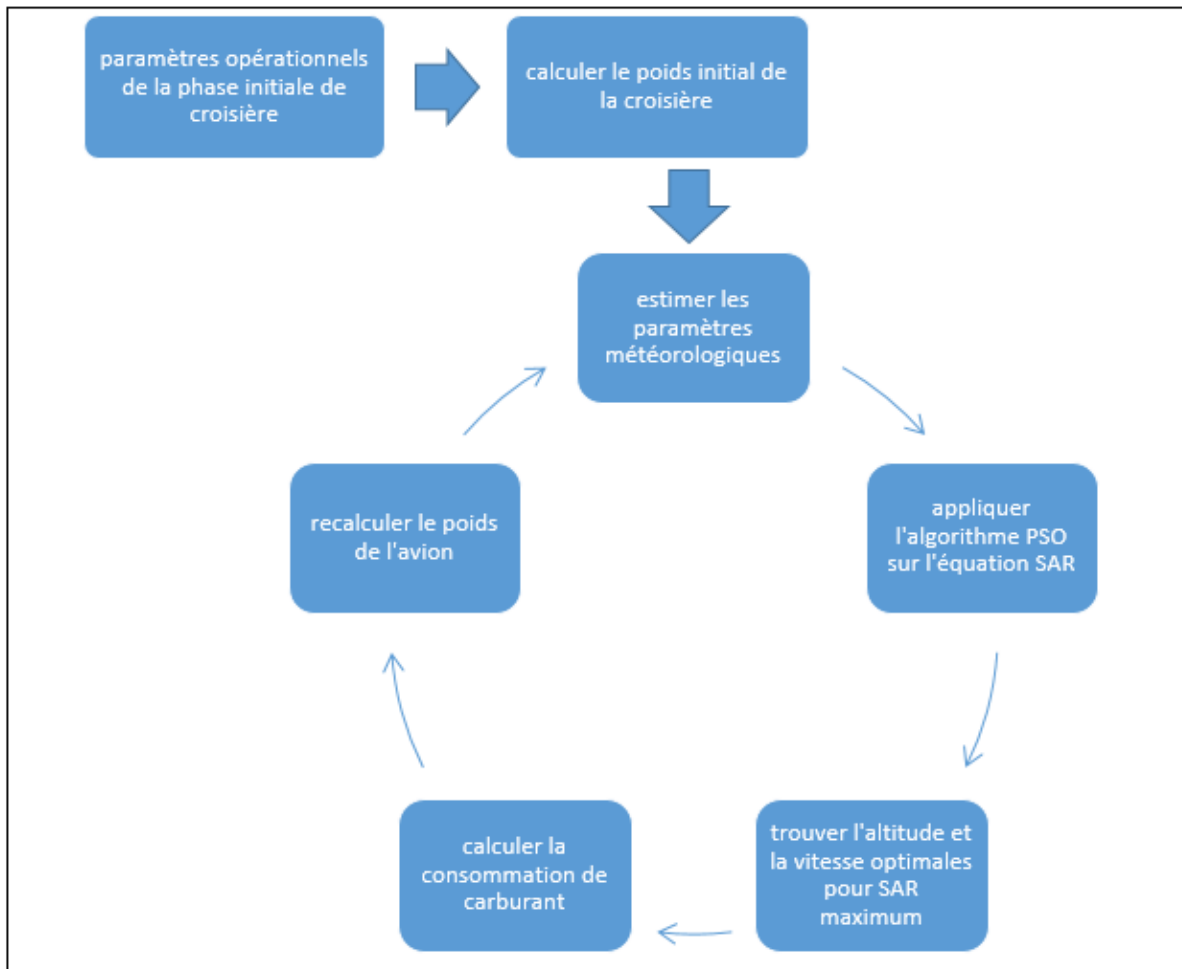 paramètres opérationnels
de la phase initiale de
croisière
calculer le poids initial de
la croisière
estimer les
paramètres
météorologiques
appliquer
l'algorithme PSO
sur l'équation SAR
trouver l'altitude et
la vitesse optimales
pour SAR
maximum
calculer la
consommation de
carburant
recalculer le poids
de l'avion